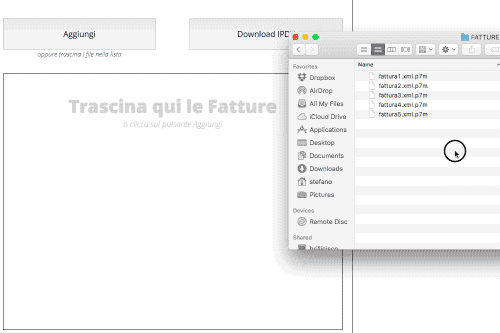 Aggiungi
Download (PDF
oppure trascina i file nella lista
Trascina qui le Fatture
o clicca sul pulsante Aggiungi
FATTURE
Favorites
Dropbox
AirDrop
All My Files
iCloud Drive
Applications
Desktop
Documents
Downloads
stefano
Pictures
Devices
Remote Disc
Shared
Name
fattura1.xml.p7m
fattura2.xml.p7m
fattura3.xml.p7m
fattura4.xml.p7m
fattura5.xml.p7m